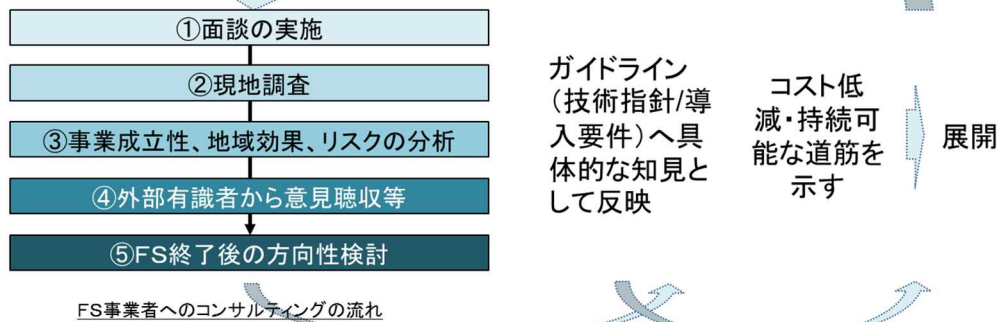 ①面談の実施
②現地調査
③事業成立性、地域効果、リスクの分析
④外部有識者から意見聴収等
⑤FS終了後の方向性検討
FS事業者へのコンサルティングの流れ
ガイドライン
（技術指針/導
入要件）へ具
体的な知見と
して反映
コスト低
減・持続可
能な道筋を
示す
展開